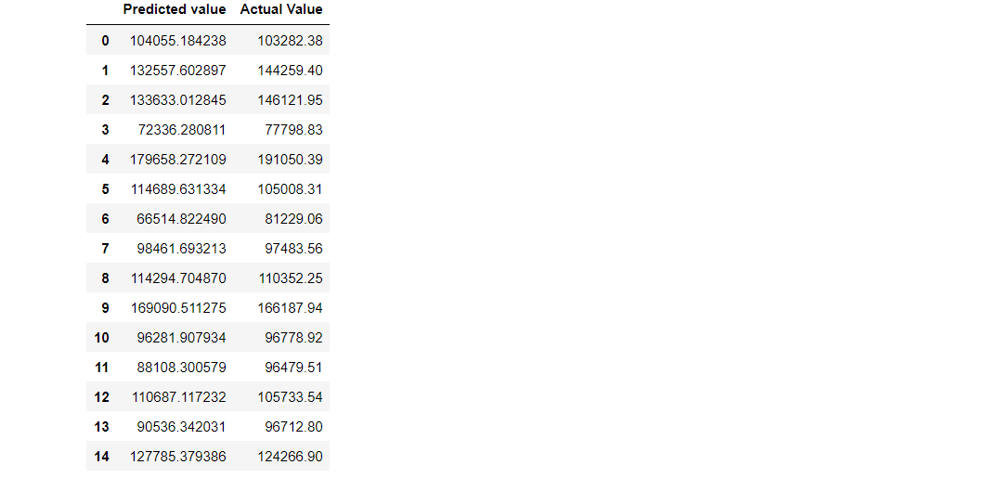 Predicted value Actual Value
0 104055.184238 103282.38
1 132557.602897 144259.40
2 133633.012845 146121.95
3 72336.280811 77798.83
4 179658.272109 191050.39
5 114689.631334 105008.31
6 66514.822490 81229.06
7 98461.693213 97483.56
8 114294.704870 110352.25
9 169090.511275 166187.94
10 96281.907934 96778.92
11 88108.300579 96479.51
12 110687.117232 105733.54
13 90536.342031 96712.80
14 127785.379386 124266.90